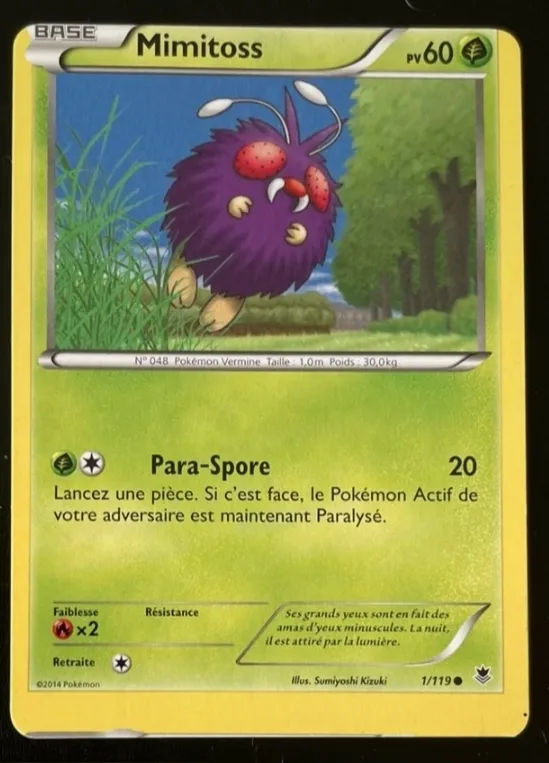 BASE
Mimitoss
PV 60
N° 048 Pokémon Vermine Taille : 1,0m Poids : 30,0kg
Para-Spore 20
Lancez une pièce. Si c'est face, le Pokémon Actif de
votre adversaire est maintenant Paralysé.
Faiblesse Résistance
×2
Ses grands yeux sont en fait des
amas d'yeux minuscules. La nuit,
il est attiré par la lumière.
Retraite
©2014 Pokémon
Illus. Sumiyoshi Kizuki
1/119